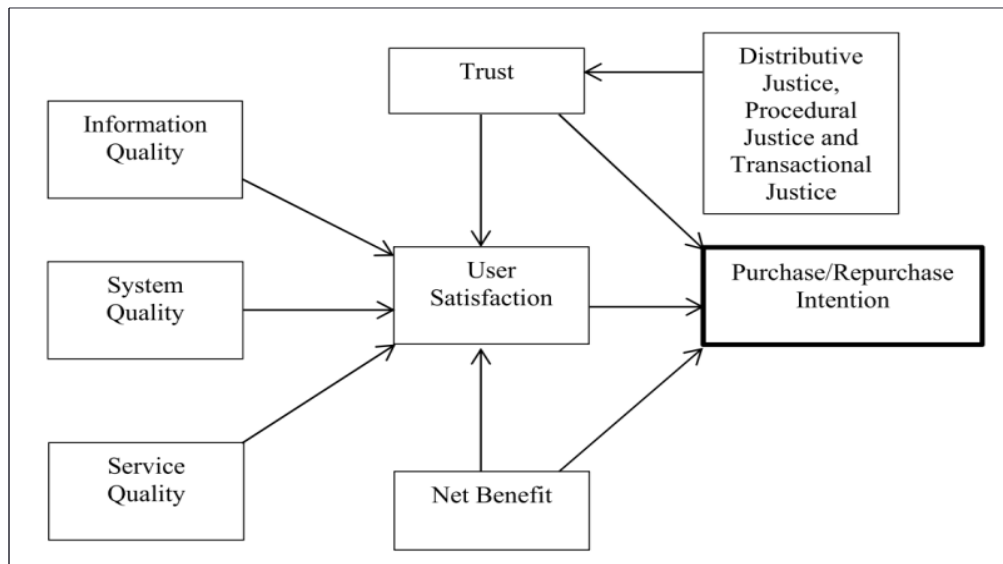 Trust
Distributive
Justice,
Procedural
Justice and
Transactional
Justice
Information
Quality
User
Satisfaction
Purchase/Repurchase
Intention
System
Quality
Service
Quality
Net Benefit